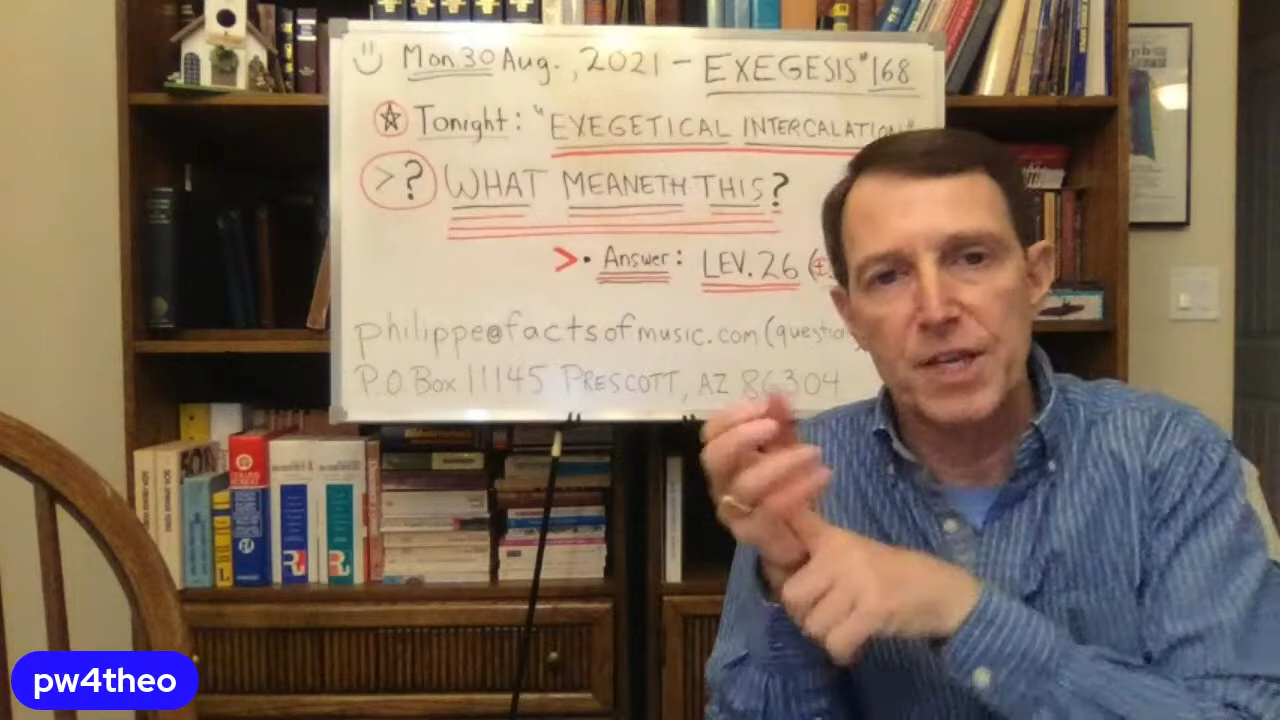 Mon 30 Aug., 2021 - EXEGESIS #168
Tonight: "EXEGETICAL INTERCALATION"
>? WHAT MEANETH THIS?
> • Answer: LEV. 26 (+
philippe@factsofmusic.com (question
P.O. Box 11145 PRESCOTT, AZ 86304
pw4theo